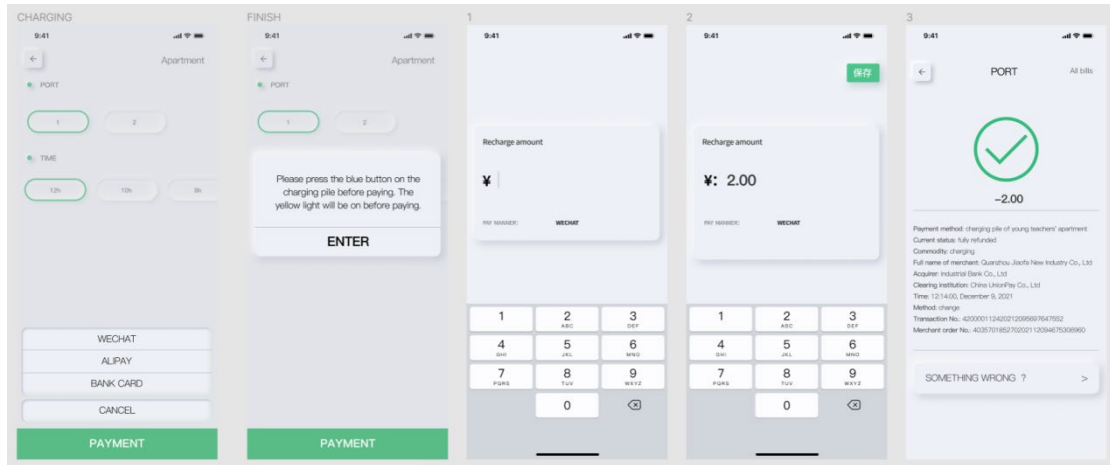 CHARGING
9:41
Apartment
PORT
1
2
TIME
12h
10h
8h
WECHAT
ALIPAY
BANK CARD
CANCEL
PAYMENT
FINISH
9:41
Apartment
PORT
1
2
Please press the blue button on the
charging pile before paying. The
yellow light will be on before paying.
ENTER
PAYMENT
1
9:41
Recharge amount
¥
PAY MANNER:
WECHAT
1
2
ABC
3
DEF
4
GHI
5
JKL
6
MNO
7
PQRS
8
TUV
9
WXYZ
0
2
9:41
保存
Recharge amount
¥: 2.00
PAY MANNER:
WECHAT
1
2
ABC
3
DEF
4
GHI
5
JKL
6
MNO
7
PQRS
8
TUV
9
WXYZ
0
3
9:41
PORT
All bills
−2.00
Payment method: charging pile of young teachers' apartment
Current status: fully refunded
Commodity: charging
Full name of merchant: Quanzhou Jiaofa New Industry Co., Ltd
Acquirer: Industrial Bank Co., Ltd
Clearing institution: China UnionPay Co., Ltd
Time: 12:14:00, December 9, 2021
Method: change
Transaction No.: 4200001124202120956976 47552
Merchant order No.:
SOMETHING WRONG ?
>